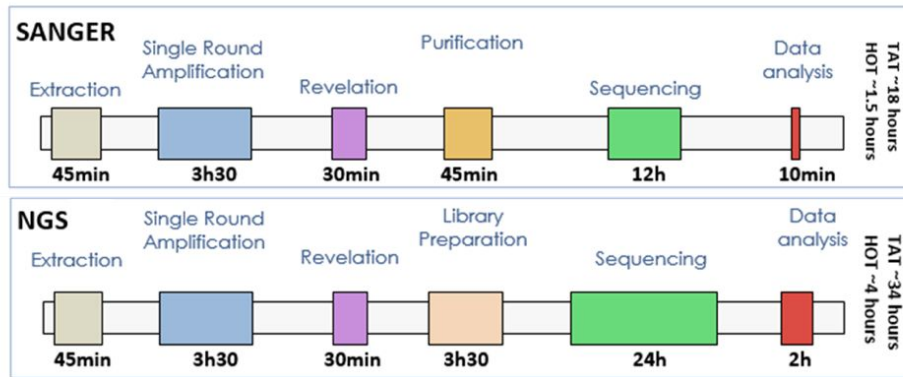 SANGER
Single Round
Amplification
Purification
Data
analysis
Extraction
Revelation
Sequencing
45min
3h30
30min
45min
12h
10min
TAT ~18 hours
HOT ~1.5 hours
NGS
Single Round
Amplification
Library
Preparation
Data
analysis
Extraction
Revelation
Sequencing
45min
3h30
30min
3h30
24h
2h
TAT ~34 hours
HOT ~4 hours